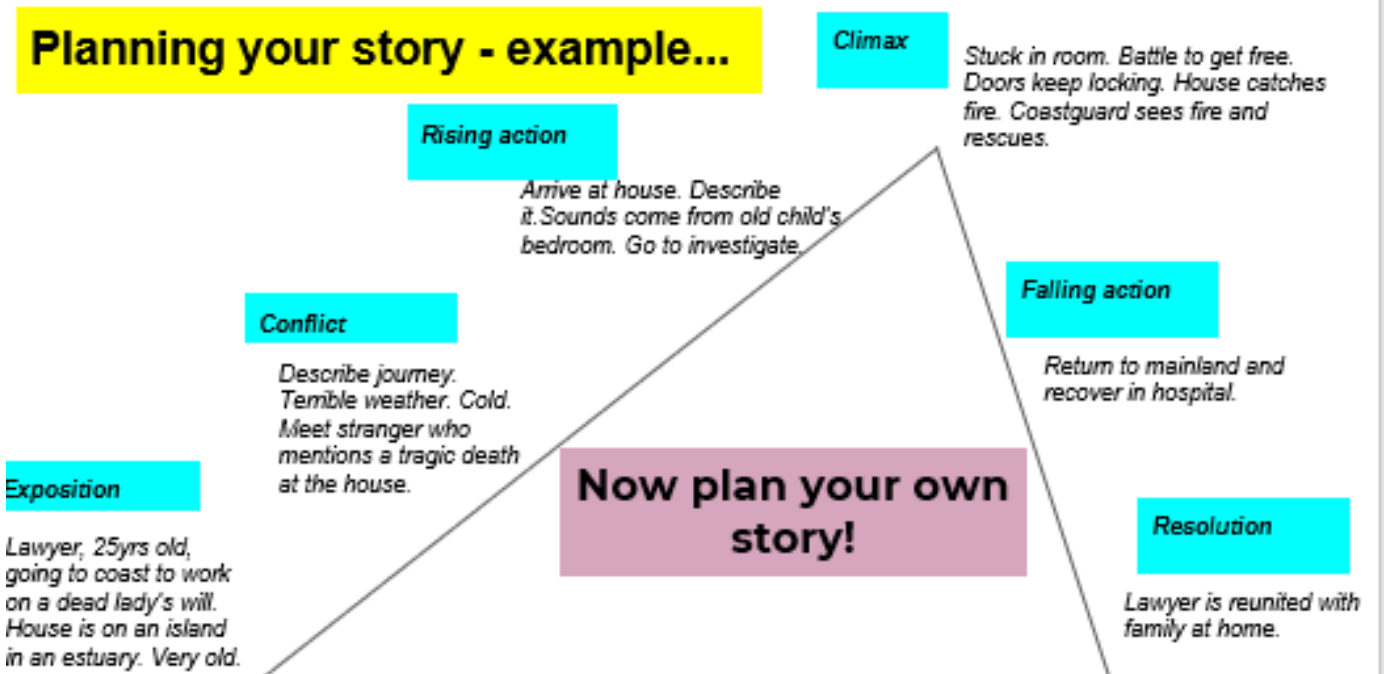 Planning your story - example...
Climax
Stuck in room. Battle to get free.
Doors keep locking. House catches
fire. Coastguard sees fire and
rescues.
Rising action
Arrive at house. Describe
it.Sounds come from old child's
bedroom. Go to investigate.
Conflict
Describe journey.
Terrible weather. Cold.
Meet stranger who
mentions a tragic death
at the house.
Exposition
Lawyer, 25yrs old,
going to coast to work
on a dead lady's will.
House is on an island
in an estuary. Very old.
Falling action
Return to mainland and
recover in hospital.
Now plan your own
story!
Resolution
Lawyer is reunited with
family at home.